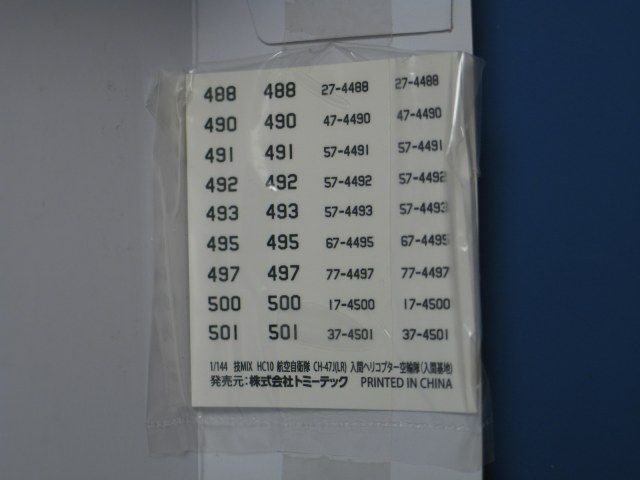 488 488 27-4488 27-4488
490 490 47-4490 47-4490
491 491 57-4491 57-4491
492 492 57-4492 57-4492
493 493 57-4493 57-4493
495 495 67-4495 67-4495
497 497 77-4497 77-4497
500 500 17-4500 17-4500
501 501 37-4501 37-4501
1/144 技MIX HC10 航空自衛隊 CH-47J(LR) 入間ヘリコプター空輸隊(入間基地)
発売元:株式会社トミーテック PRINTED IN CHINA